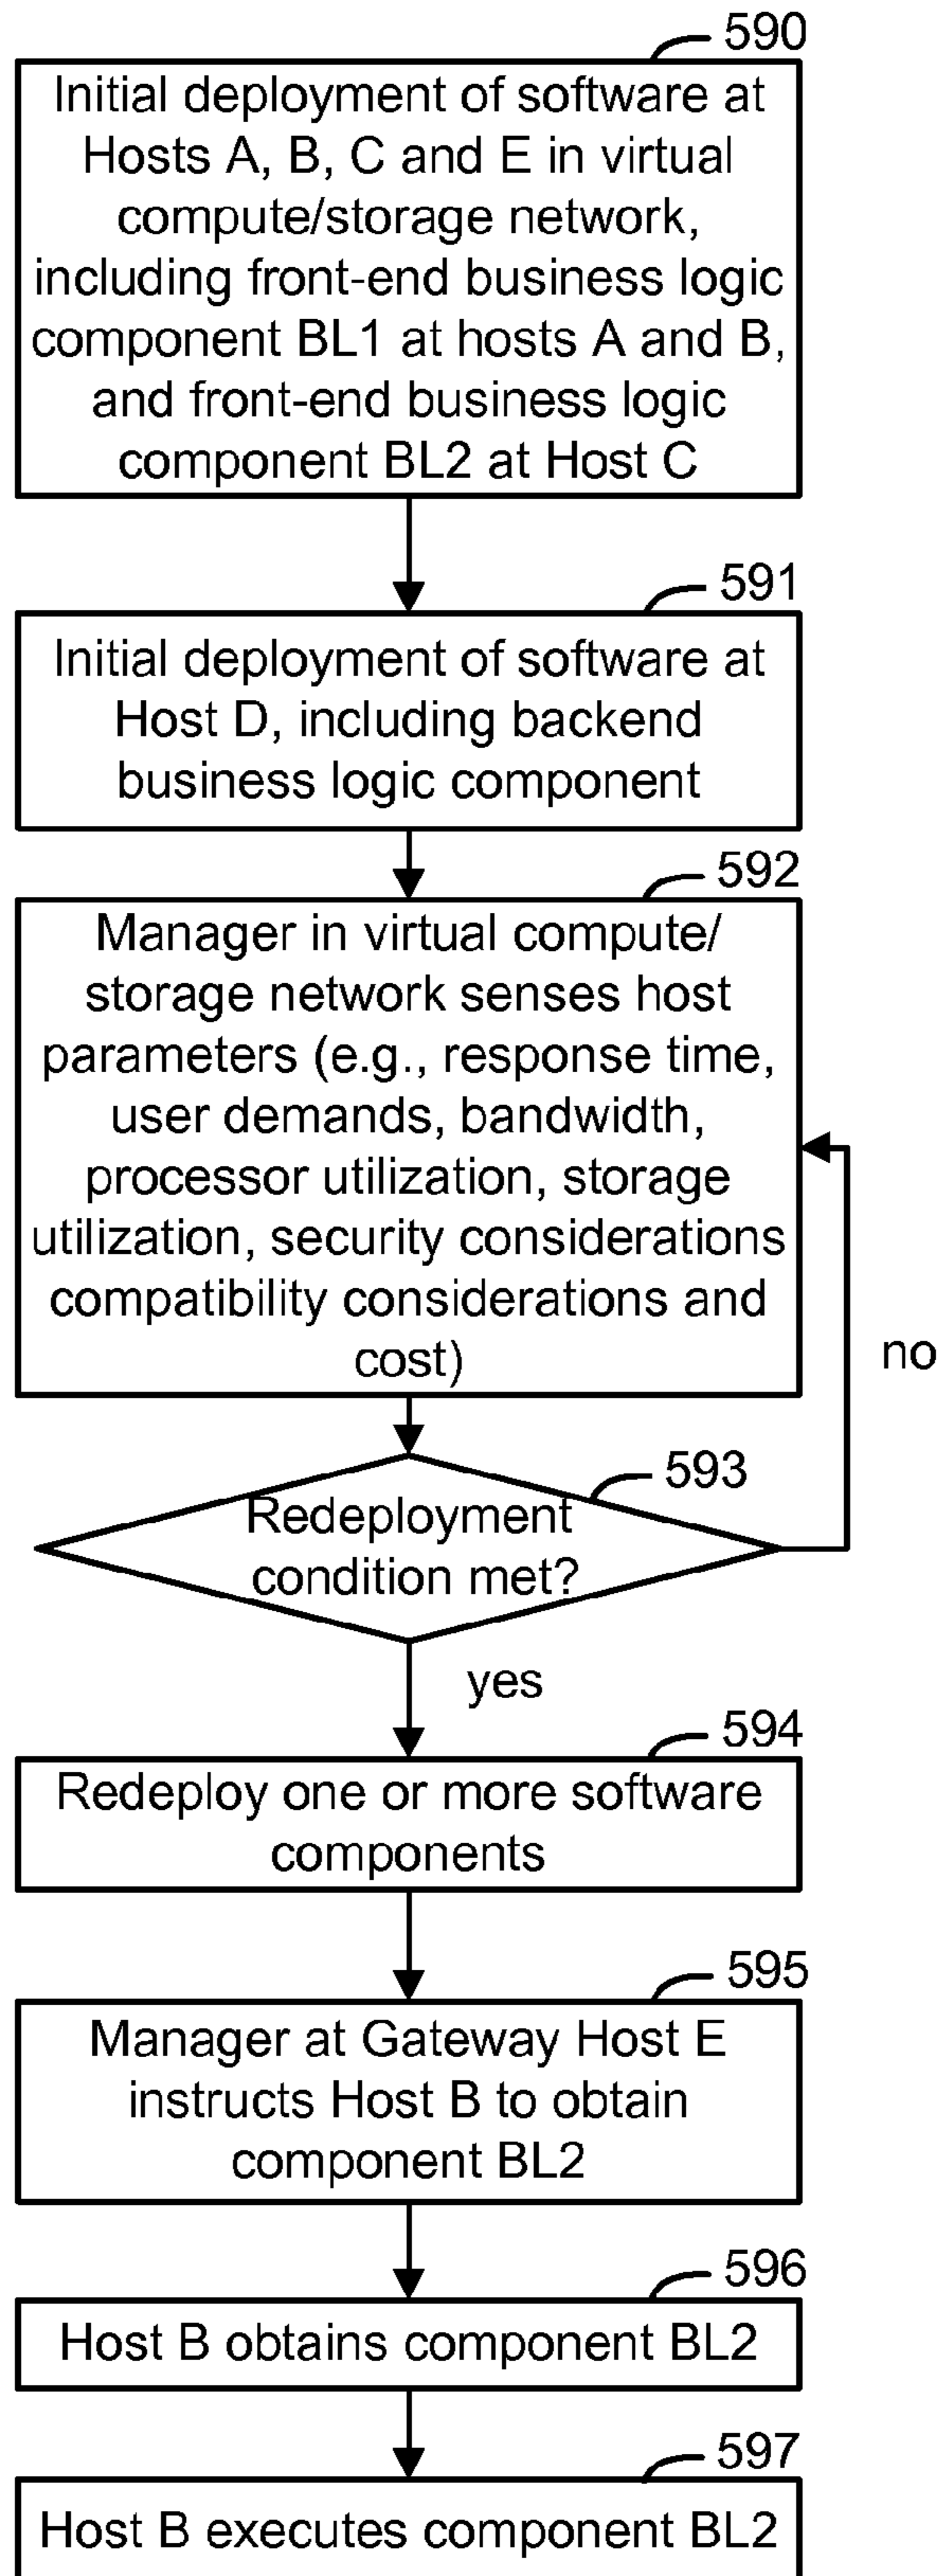 590
Initial deployment of software at
Hosts A, B, C and E in virtual
compute/storage network,
including front-end business logic
component BL1 at hosts A and B,
and front-end business logic
component BL2 at Host C
591
Initial deployment of software at
Host D, including backend
business logic component
592
Manager in virtual compute/
storage network senses host
parameters (e.g., response time,
user demands, bandwidth,
processor utilization, storage
utilization, security considerations
compatibility considerations and
cost)
no
593
Redeployment
condition met?
yes
594
Redeploy one or more software
components
595
Manager at Gateway Host E
instructs Host B to obtain
component BL2
596
Host B obtains component BL2
597
Host B executes component BL2